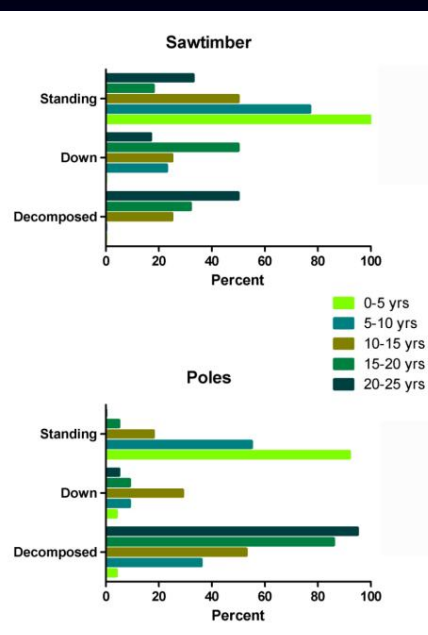 Sawtimber
Standing
Down
Decomposed
0 20 40 60 80 100
Percent
0-5 yrs
5-10 yrs
10-15 yrs
15-20 yrs
20-25 yrs
Poles
Standing
Down
Decomposed
0 20 40 60 80 100
Percent